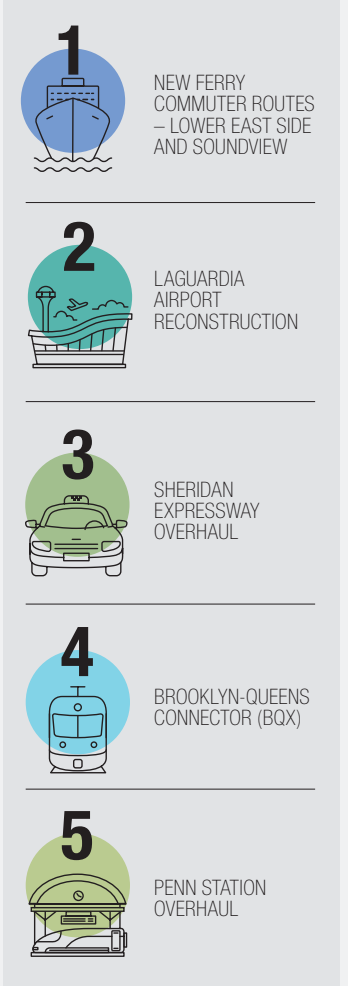 1
NEW FERRY
COMMUTER ROUTES
– LOWER EAST SIDE
AND SOUNDVIEW
2
LAGUARDIA
AIRPORT
RECONSTRUCTION
3
SHERIDAN
EXPRESSWAY
OVERHAUL
4
BROOKLYN-QUEENS
CONNECTOR (BQX)
5
PENN STATION
OVERHAUL